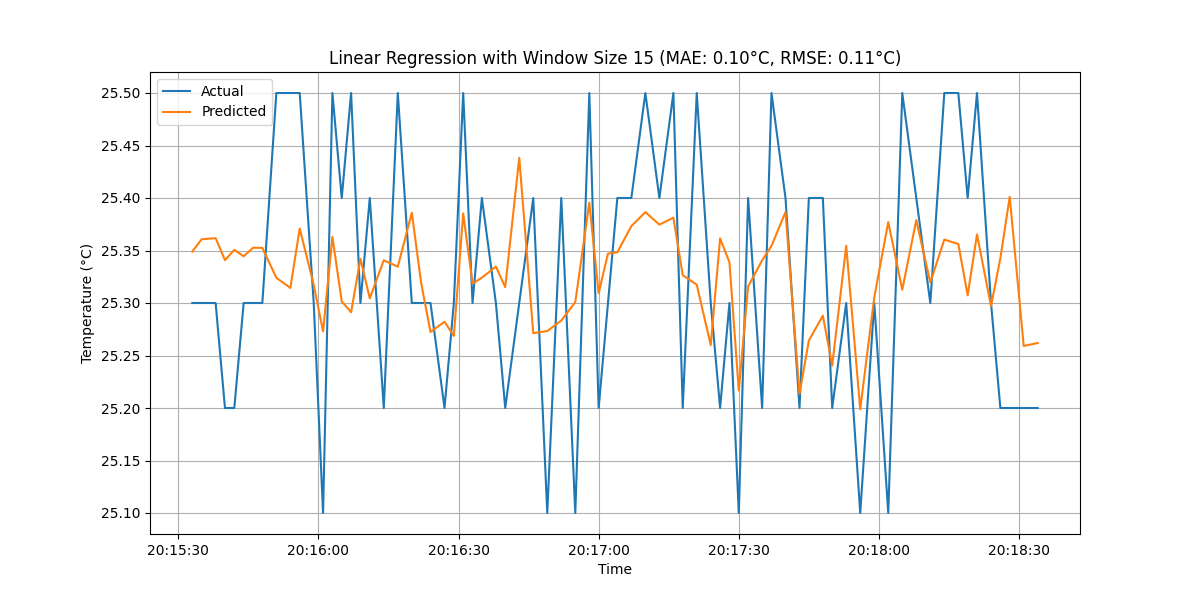 Linear Regression with Window Size 15 (MAE: 0.10°C, RMSE: 0.11°C)
Actual
Predicted
Temperature (°C)
25.50
25.45
25.40
25.35
25.30
25.25
25.20
25.15
25.10
20:15:30 20:16:00 20:16:30 20:17:00 20:17:30 20:18:00 20:18:30
Time